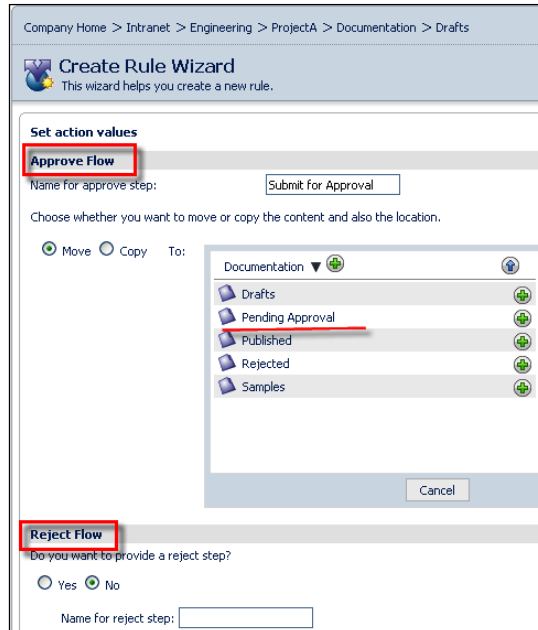 Company Home > Intranet > Engineering > ProjectA > Documentation > Drafts
Create Rule Wizard
This wizard helps you create a new rule.
Set action values
Approve Flow
Name for approve step: Submit for Approval
Choose whether you want to move or copy the content and also the location.
Move Copy To:
Documentation
Drafts
Pending Approval
Published
Rejected
Samples
Cancel
Reject Flow
Do you want to provide a reject step?
Yes No
Name for reject step: